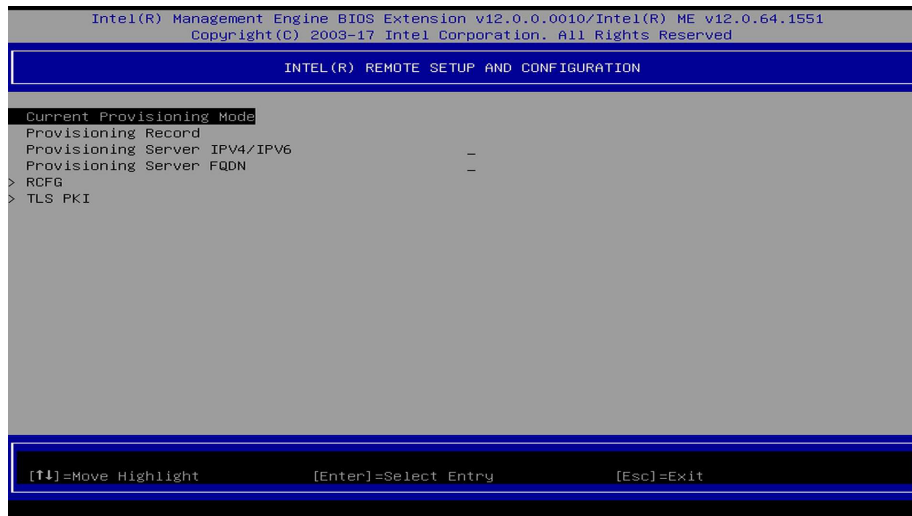 Intel(R) Management Engine BIOS Extension v12.0.0.0010/Intel(R) ME v12.0.64.1551
Copyright(C) 2003-17 Intel Corporation. All Rights Reserved
INTEL(R) REMOTE SETUP AND CONFIGURATION
Current Provisioning Mode
Provisioning Record
Provisioning Server IPV4/IPV6 _
Provisioning Server FQDN _
> RCFG
> TLS PKI
[↑↓]=Move Highlight [Enter]=Select Entry [Esc]=Exit